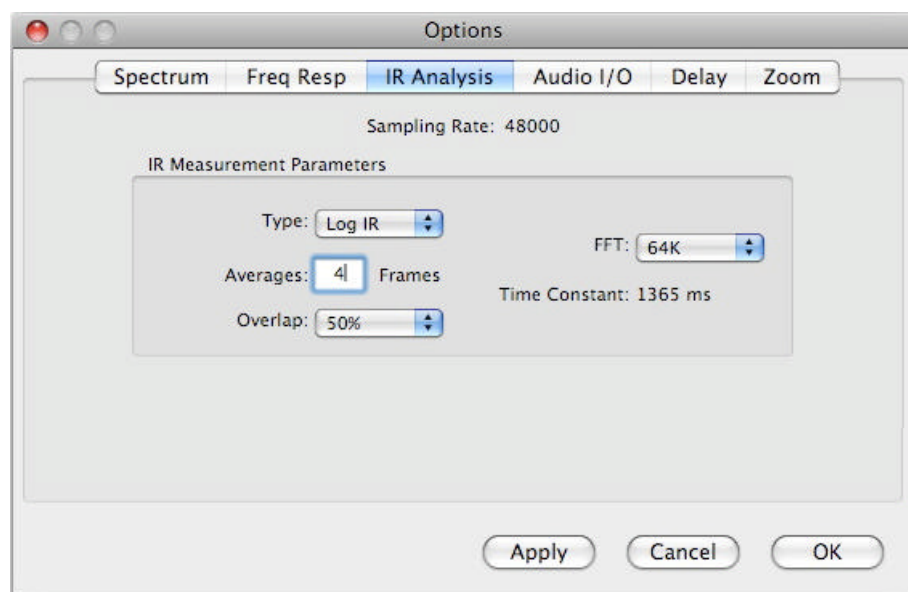 Options
Spectrum Freq Resp IR Analysis Audio I/O Delay Zoom
Sampling Rate: 48000
IR Measurement Parameters
Type: Log IR
FFT: 64K
Averages: 4 Frames
Time Constant: 1365 ms
Overlap: 50%
Apply Cancel OK